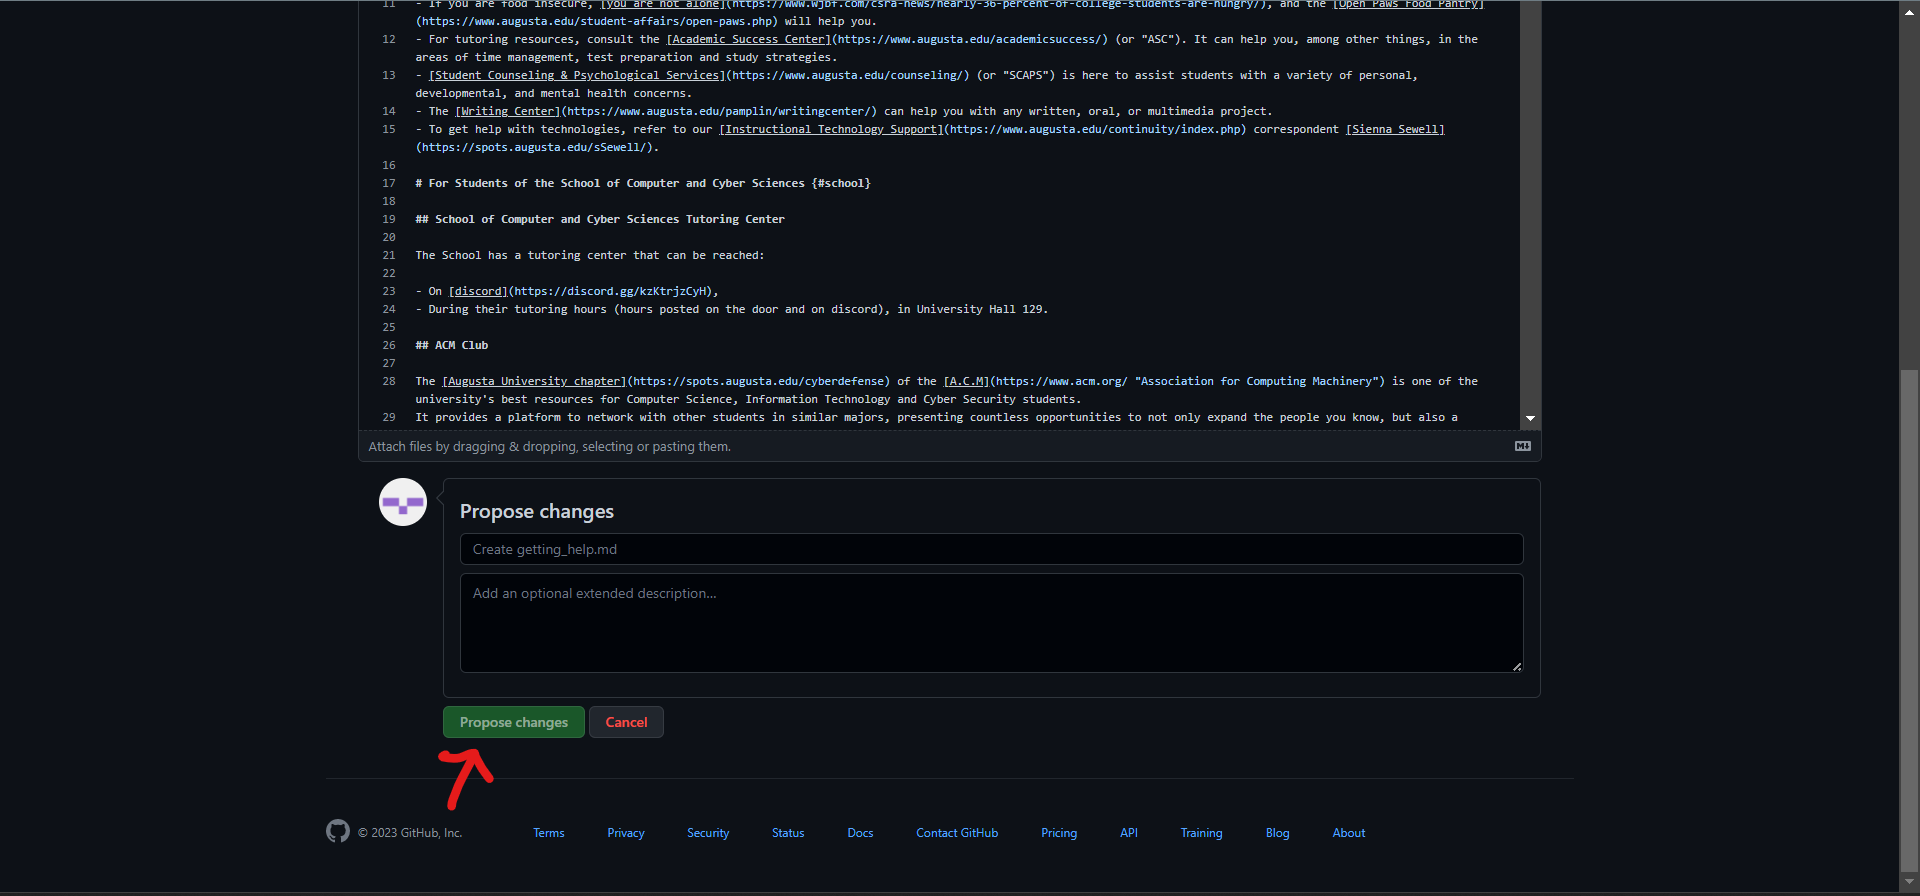 11 - If you are food insecure, [you are not alone](https://www.wjbf.com/csra-news/nearly-36-percent-of-college-students-are-hungry/), and the [Open Paws Food Pantry]
(https://www.augusta.edu/student-affairs/open-paws.php) will help you.
12 - For tutoring resources, consult the [Academic Success Center](https://www.augusta.edu/academicsuccess/) (or "ASC"). It can help you, among other things, in the
areas of time management, test preparation and study strategies.
13 - [Student Counseling & Psychological Services](https://www.augusta.edu/counseling/) (or "SCAPS") is here to assist students with a variety of personal,
developmental, and mental health concerns.
14 - The [Writing Center](https://www.augusta.edu/pamplin/writingcenter/) can help you with any written, oral, or multimedia project.
15 - To get help with technologies, refer to our [Instructional Technology Support](https://www.augusta.edu/continuity/index.php) correspondent [Sienna Sewell]
(https://spots.augusta.edu/sSewell/).
16
17 # For Students of the School of Computer and Cyber Sciences {#school}
18
19 ## School of Computer and Cyber Sciences Tutoring Center
20
21 The School has a tutoring center that can be reached:
22
23 - On [discord](https://discord.gg/kzKtrjzCyH),
24 - During their tutoring hours (hours posted on the door and on discord), in University Hall 129.
25
26 ## ACM Club
27
28 The [Augusta University chapter](https://spots.augusta.edu/cyberdefense) of the [A.C.M](https://www.acm.org/ "Association for Computing Machinery") is one of the
university's best resources for Computer Science, Information Technology and Cyber Security students.
29 It provides a platform to network with other students in similar majors, presenting countless opportunities to not only expand the people you know, but also a
Attach files by dragging & dropping, selecting or pasting them.
Propose changes
Create getting_help.md
Add an optional extended description...
Propose changes Cancel
© 2023 GitHub, Inc. Terms Privacy Security Status Docs Contact GitHub Pricing API Training Blog About